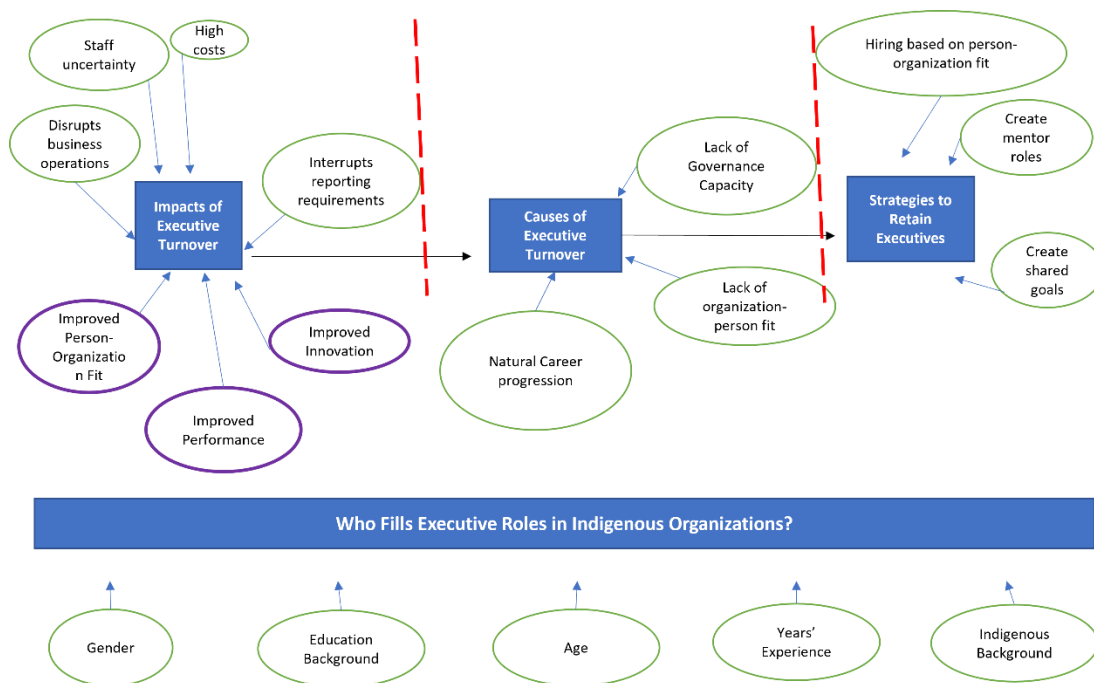 Staff
uncertainty
High
costs
Disrupts
business
operations
Interrupts
reporting
requirements
Impacts of
Executive
Turnover
Improved
Person-
Organizatio
n Fit
Improved
Performance
Improved
Innovation
Lack of
Governance
Capacity
Causes of
Executive
Turnover
Lack of
organization-
person fit
Natural Career
progression
Hiring based on person-
organization fit
Create
mentor
roles
Strategies to
Retain
Executives
Create
shared
goals
Who Fills Executive Roles in Indigenous Organizations?
Gender
Education
Background
Age
Years'
Experience
Indigenous
Background